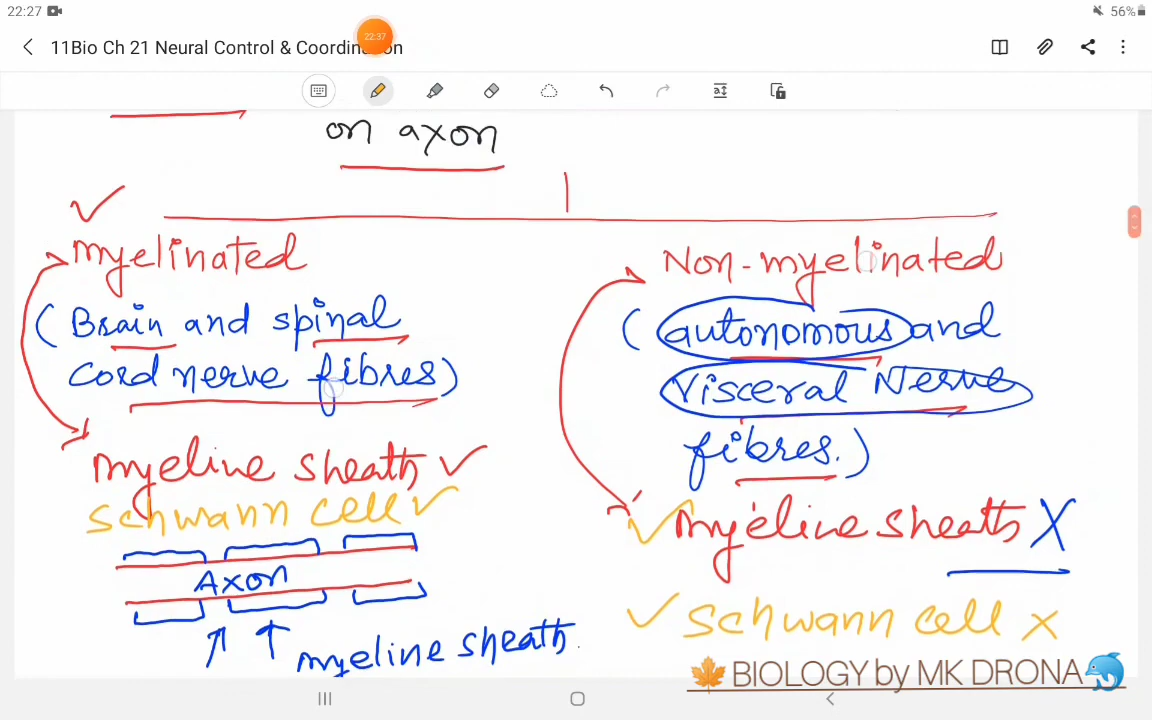 22:27
56%
22:37
11Bio Ch 21 Neural Control & Coordination
on axon
Myelinated
(Brain and spinal
cord nerve fibres)
Myeline sheath ✓
Schwann cell ✓
Axon
myeline sheath.
Non-myelinated
(autonomous and
Visceral Nerve
fibres.)
✓ Myeline sheath X
✓ Schwann cell x
🍁 BIOLOGY by MK DRONA 🐬